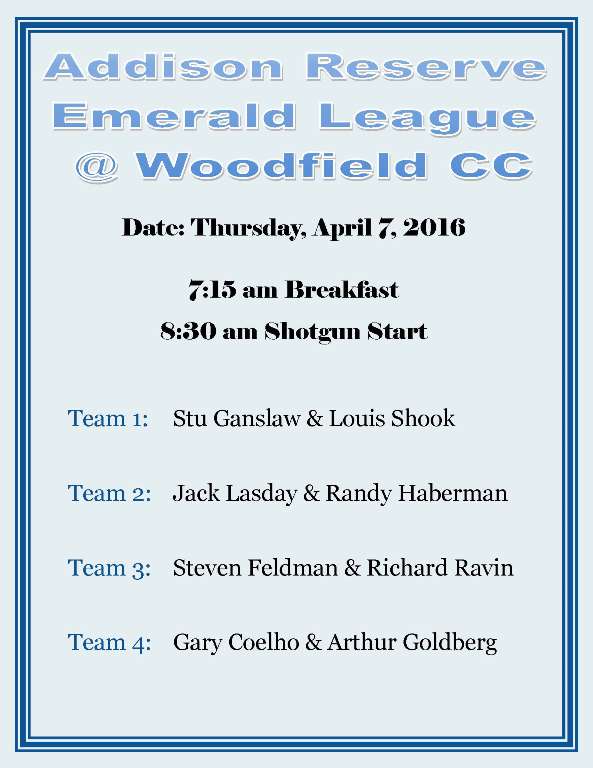 Addison Reserve
Emerald League
@ Woodfield CC
Date: Thursday, April 7, 2016
7:15 am Breakfast
8:30 am Shotgun Start
Team 1: Stu Ganslaw & Louis Shook
Team 2: Jack Lasday & Randy Haberman
Team 3: Steven Feldman & Richard Ravin
Team 4: Gary Coelho & Arthur Goldberg